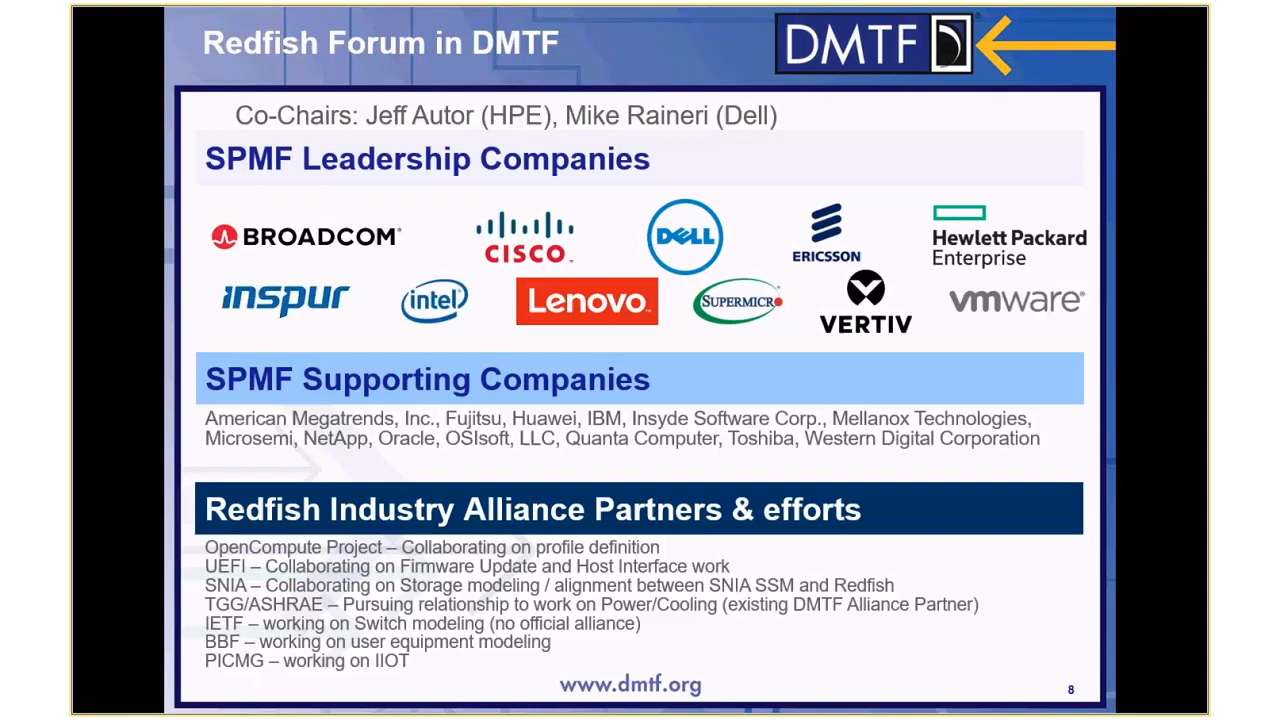 Redfish Forum in DMTF
DMTF
Co-Chairs: Jeff Autor (HPE), Mike Raineri (Dell)
SPMF Leadership Companies
BROADCOM
CISCO
DELL
ERICSSON
Hewlett Packard
Enterprise
inspur
intel
Lenovo
SUPERMICRO
VERTIV
vmware
SPMF Supporting Companies
American Megatrends, Inc., Fujitsu, Huawei, IBM, Insyde Software Corp., Mellanox Technologies,
Microsemi, NetApp, Oracle, OSIsoft, LLC, Quanta Computer, Toshiba, Western Digital Corporation
Redfish Industry Alliance Partners & efforts
OpenCompute Project – Collaborating on profile definition
UEFI – Collaborating on Firmware Update and Host Interface work
SNIA – Collaborating on Storage modeling / alignment between SNIA SSM and Redfish
TGG/ASHRAE – Pursuing relationship to work on Power/Cooling (existing DMTF Alliance Partner)
IETF – working on Switch modeling (no official alliance)
BBF – working on user equipment modeling
PICMG – working on IIOT
www.dmtf.org
8